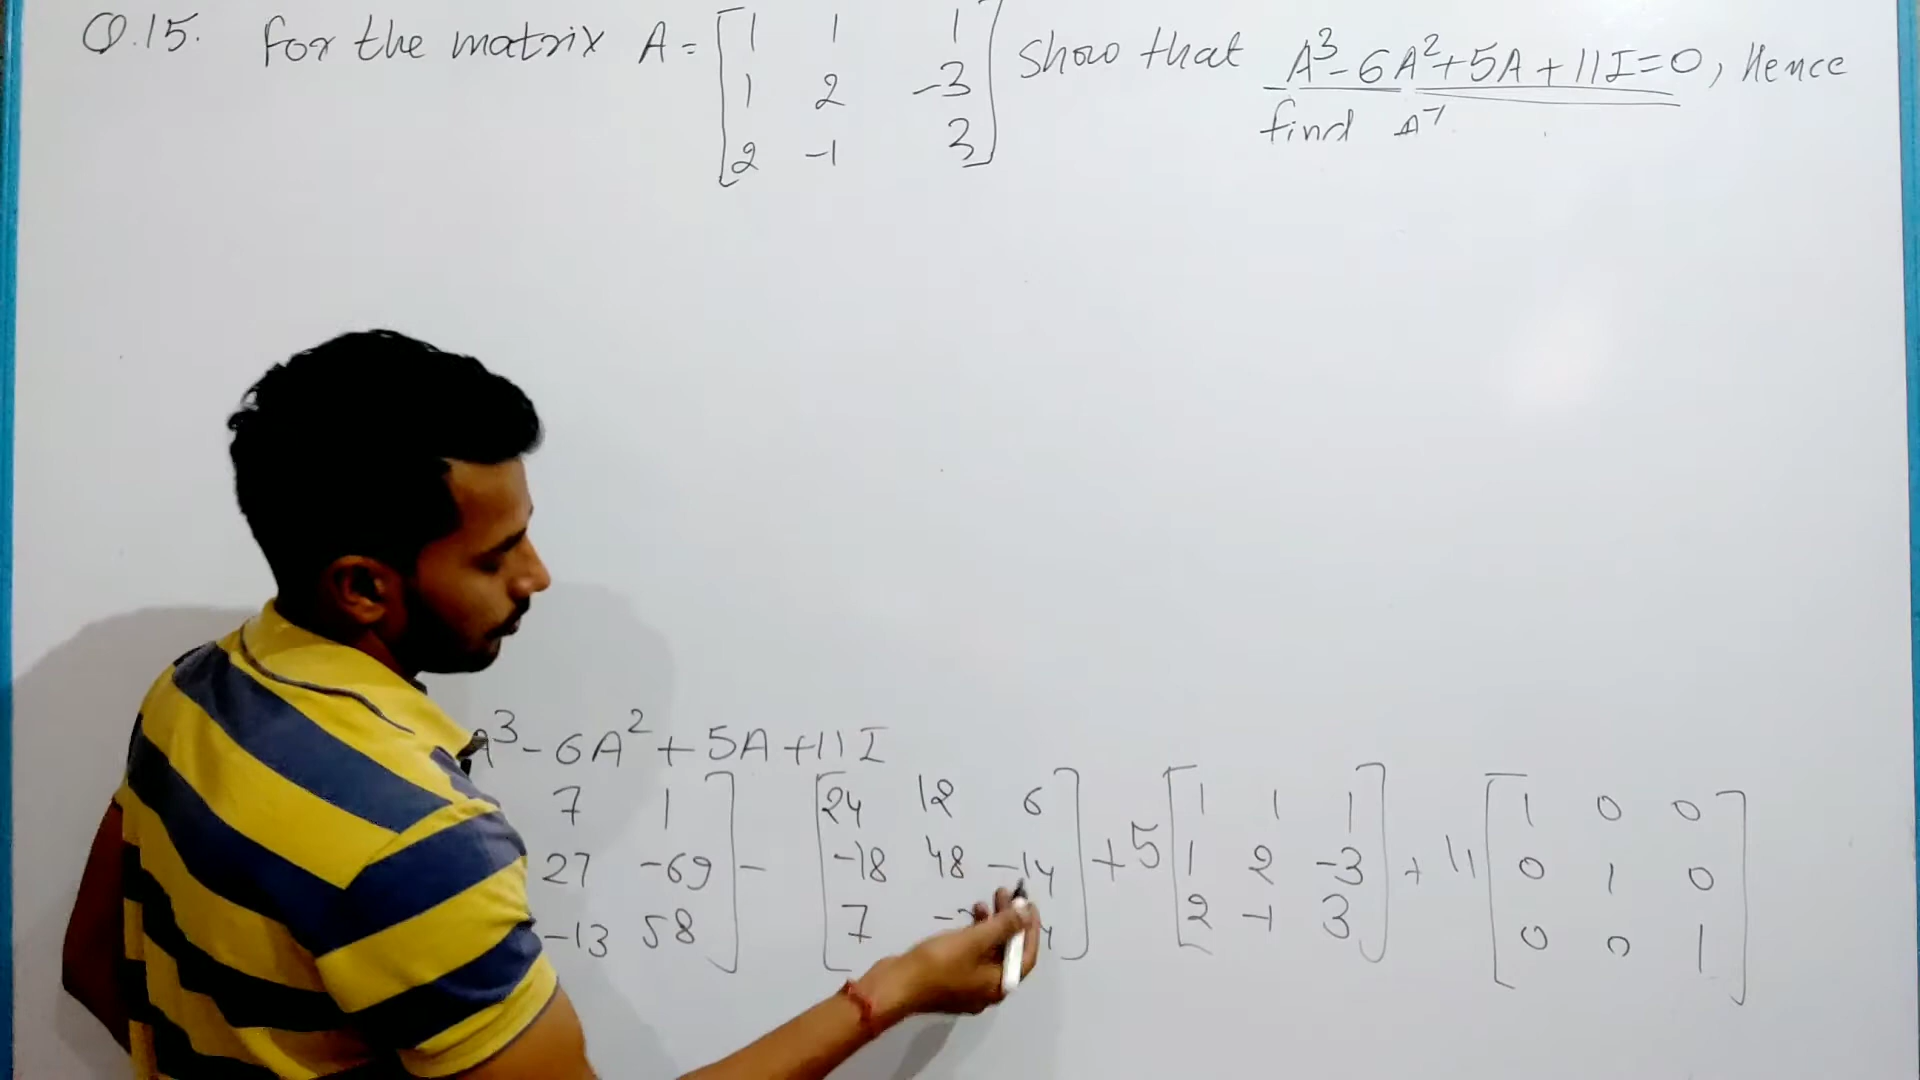 Q.15. For the matrix A = [1 1 1 Show that A³-6A²+5A+11I=0, Hence
1 2 -3
find A⁻¹
2 -1 3]
A³-6A²+5A+11I
7 1] - [24 12 6] +5 [1 1 1] + 11 [1 0 0]
27 -69 -18 48 -14 1 2 -3 0 1 0
-13 58 7 2 -1 3 0 0 1